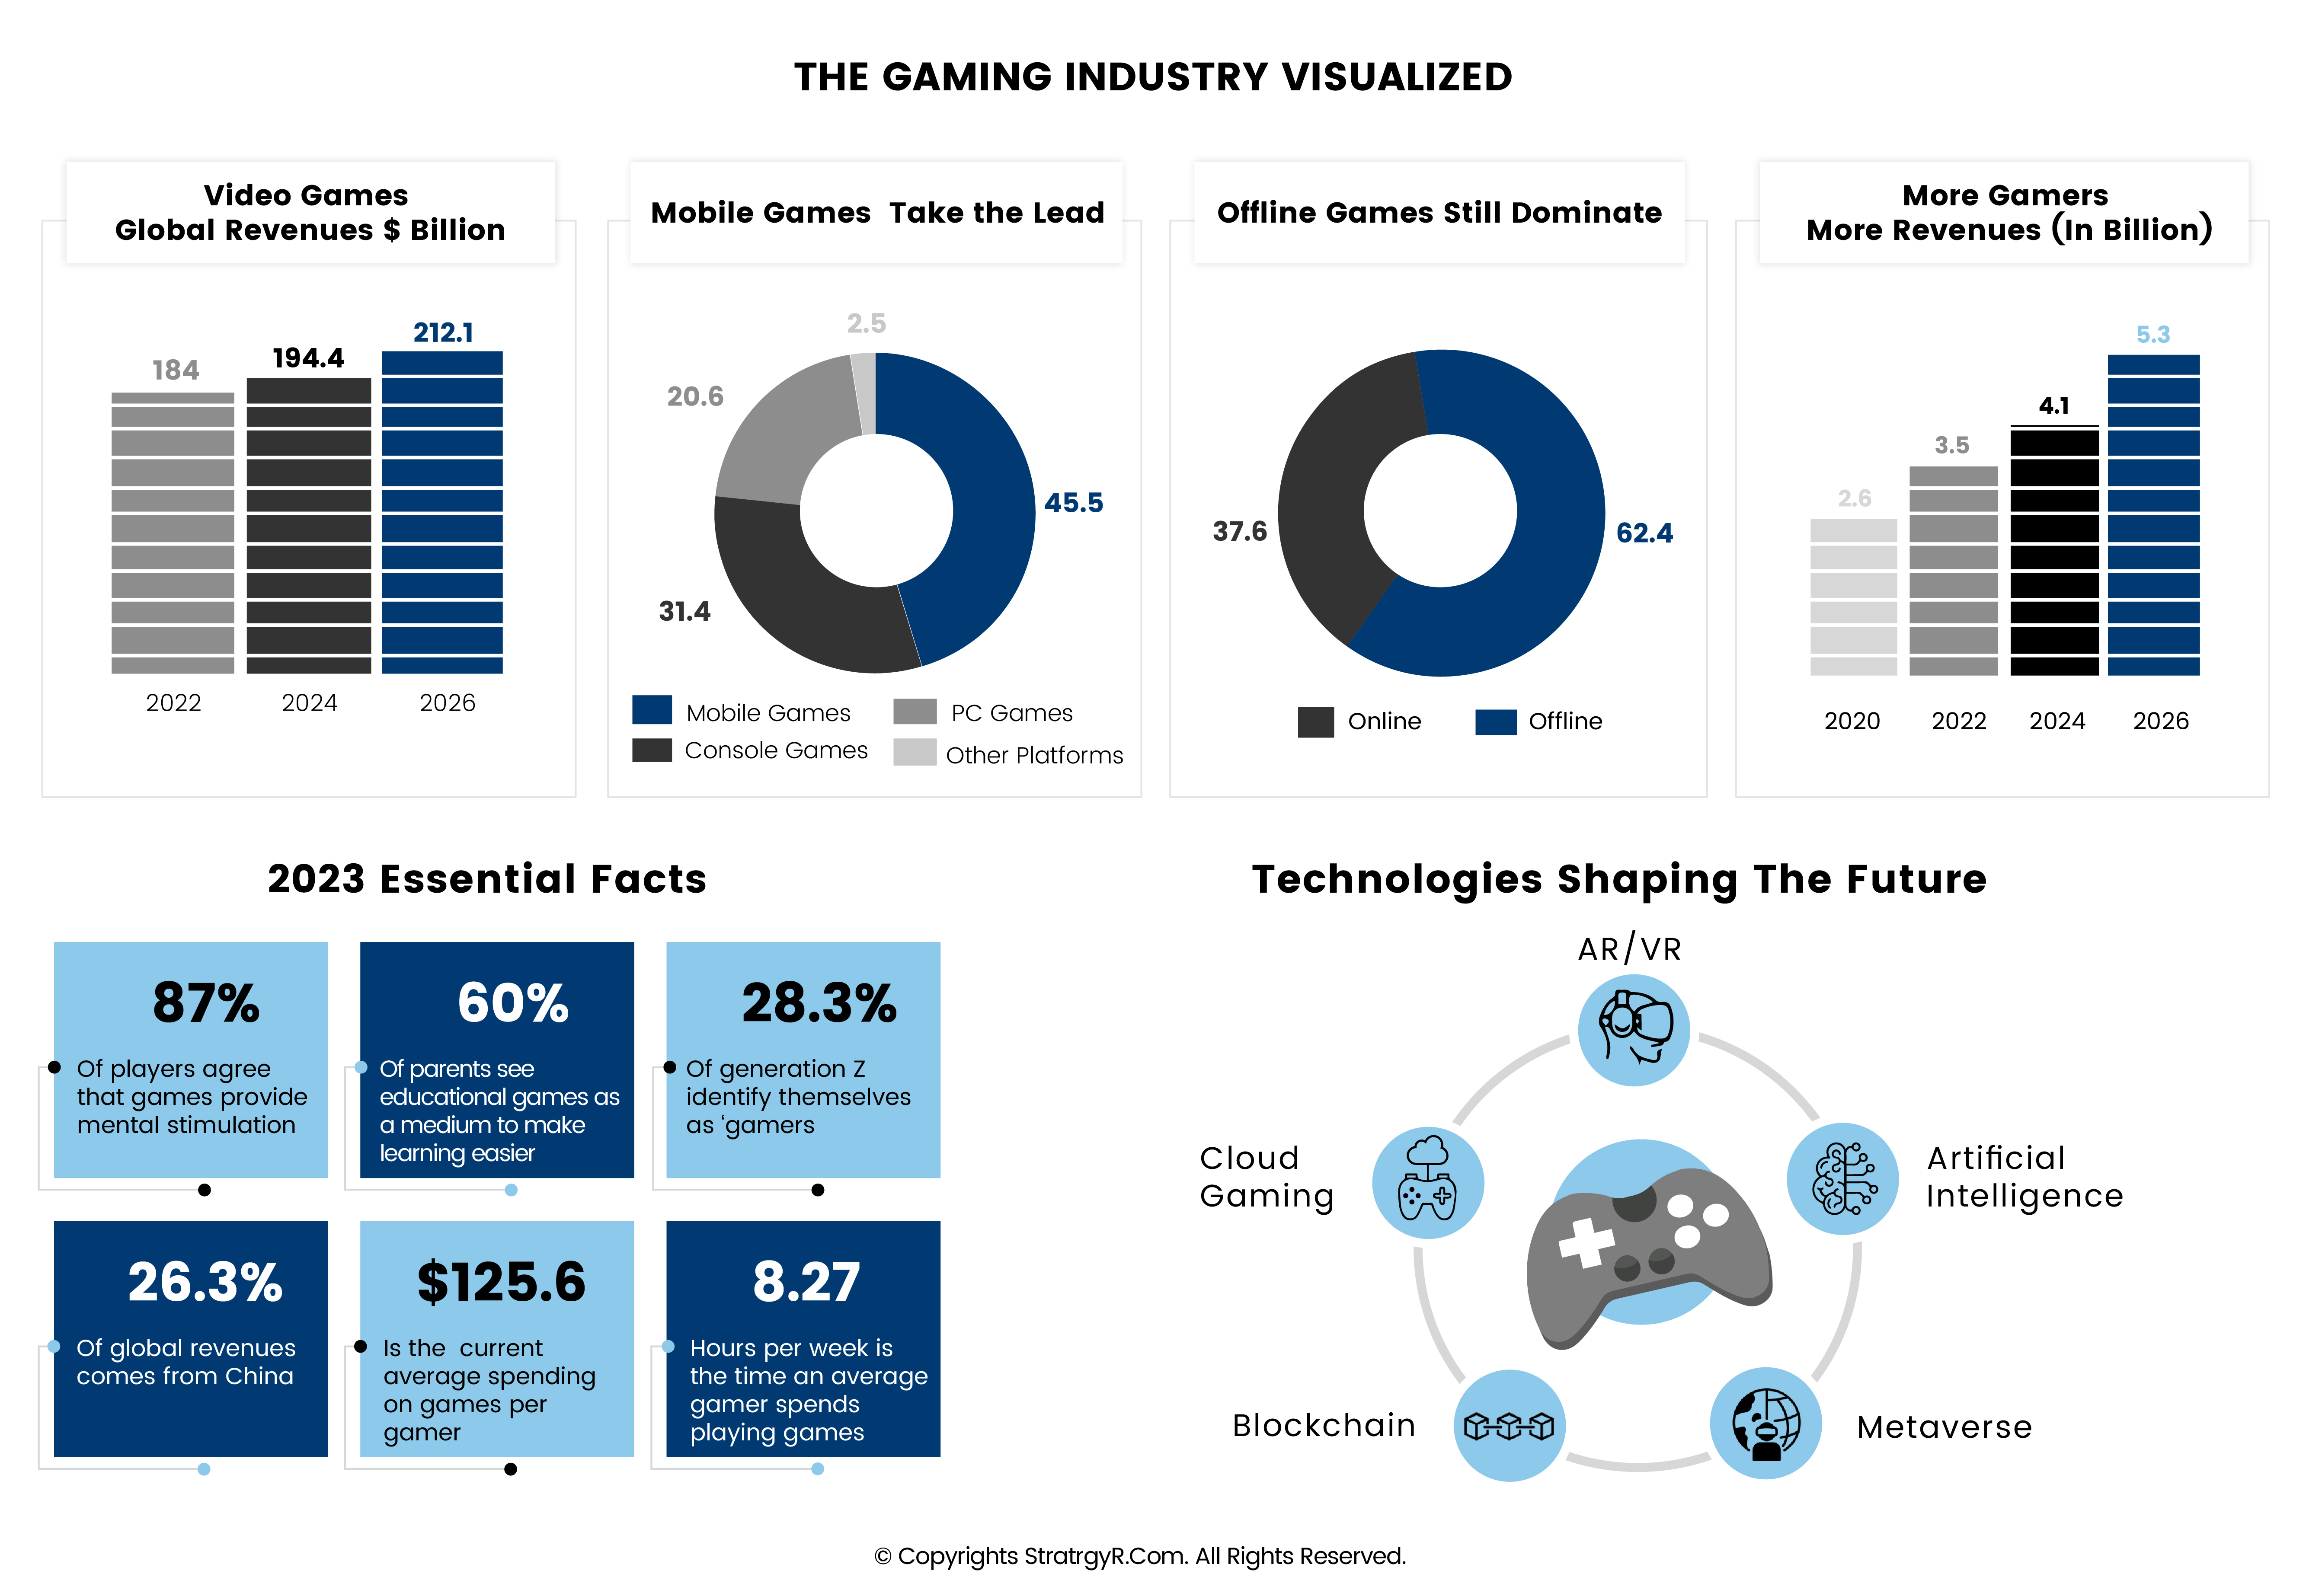 THE GAMING INDUSTRY VISUALIZED
Video Games
Global Revenues $ Billion
184
194.4
212.1
2022
2024
2026
Mobile Games Take the Lead
2.5
20.6
45.5
31.4
Mobile Games
PC Games
Console Games
Other Platforms
Offline Games Still Dominate
37.6
62.4
Online
Offline
More Gamers
More Revenues (In Billion)
2.6
3.5
4.1
5.3
2020
2022
2024
2026
2023 Essential Facts
87%
Of players agree
that games provide
mental stimulation
60%
Of parents see
educational games as
a medium to make
learning easier
28.3%
Of generation Z
identify themselves
as ‘gamers
26.3%
Of global revenues
comes from China
$125.6
Is the current
average spending
on games per
gamer
8.27
Hours per week is
the time an average
gamer spends
playing games
Technologies Shaping The Future
AR/VR
Cloud
Gaming
Artificial
Intelligence
Blockchain
Metaverse
© Copyrights StratrgyR.Com. All Rights Reserved.